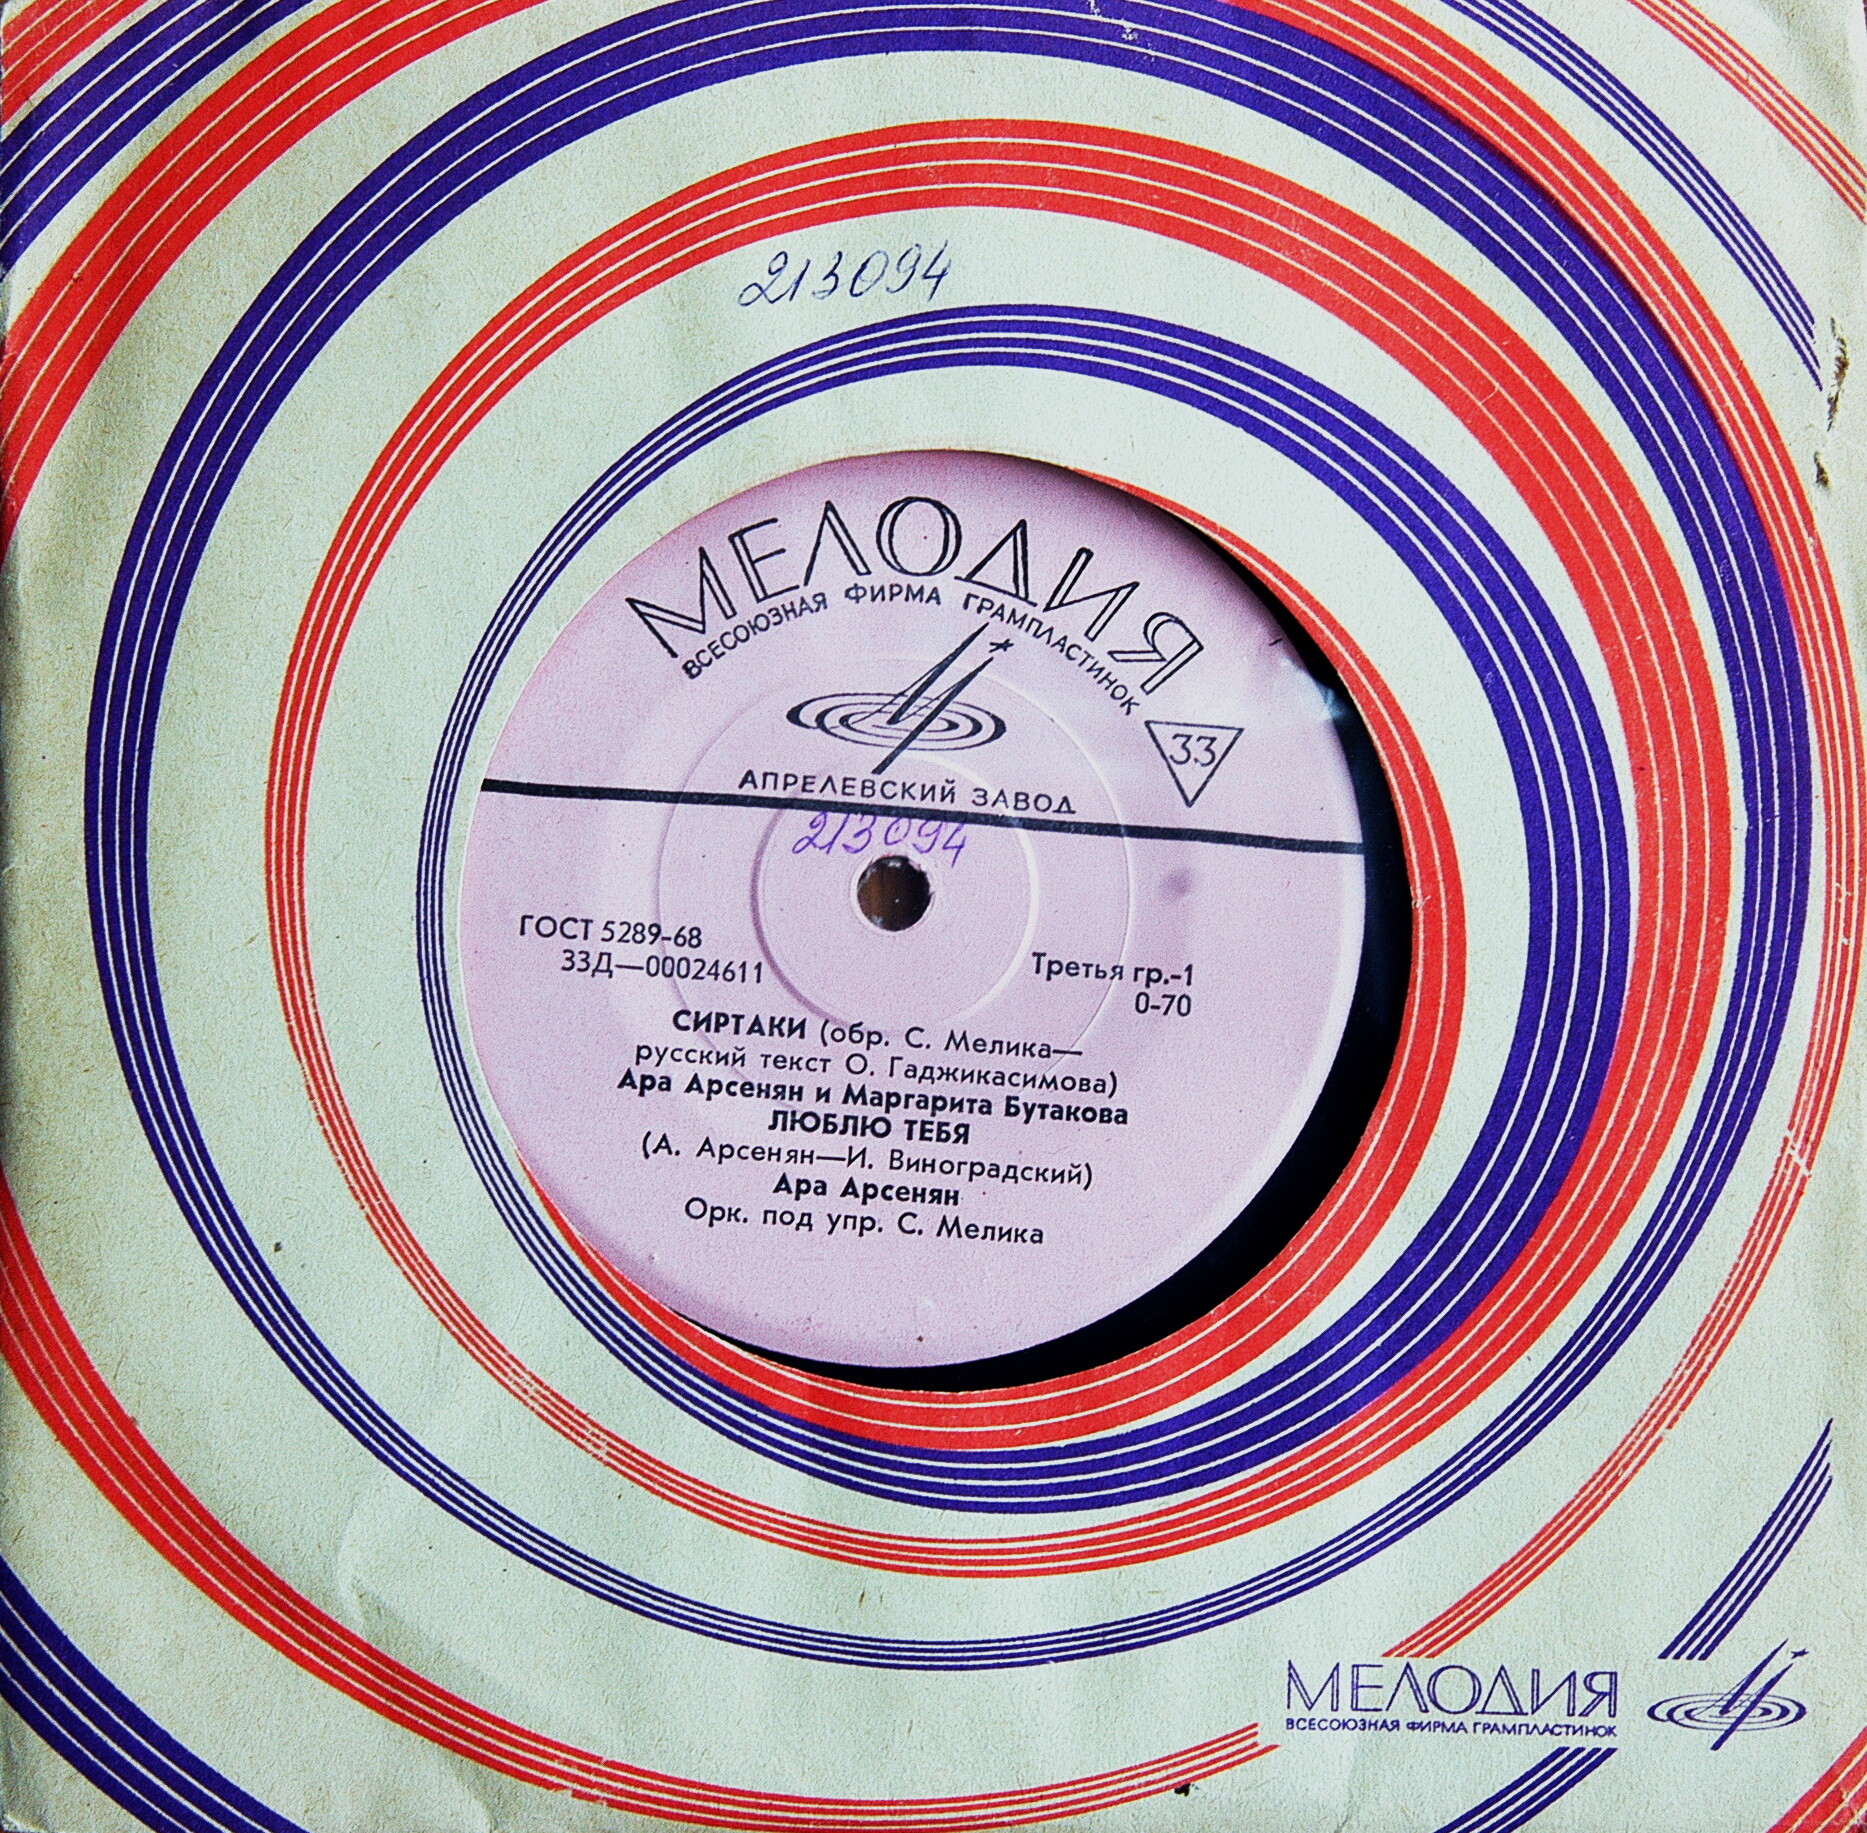 213094
МЕЛОДИЯ
ВСЕСОЮЗНАЯ ФИРМА ГРАМПЛАСТИНОК
33
АПРЕЛЕВСКИЙ ЗАВОД
213094
ГОСТ 5289-68
33Д—00024611
Третья гр.-1
0-70
СИРТАКИ (обр. С. Мелика—
русский текст О. Гаджикасимова)
Ара Арсенян и Маргарита Бутакова
ЛЮБЛЮ ТЕБЯ
(А. Арсенян—И. Виноградский)
Ара Арсенян
Орк. под упр. С. Мелика
МЕЛОДИЯ
ВСЕСОЮЗНАЯ ФИРМА ГРАМПЛАСТИНОК